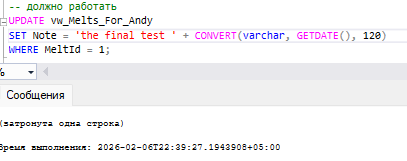 -- должно работать
UPDATE vw_Melts_For_Andy
SET Note = 'the final test ' + CONVERT(varchar, GETDATE(), 120)
WHERE MeltId = 1;
%
Сообщения
(затронута одна строка)
Время выполнения: 2026-02-06T22:39:27.1943908+05:00